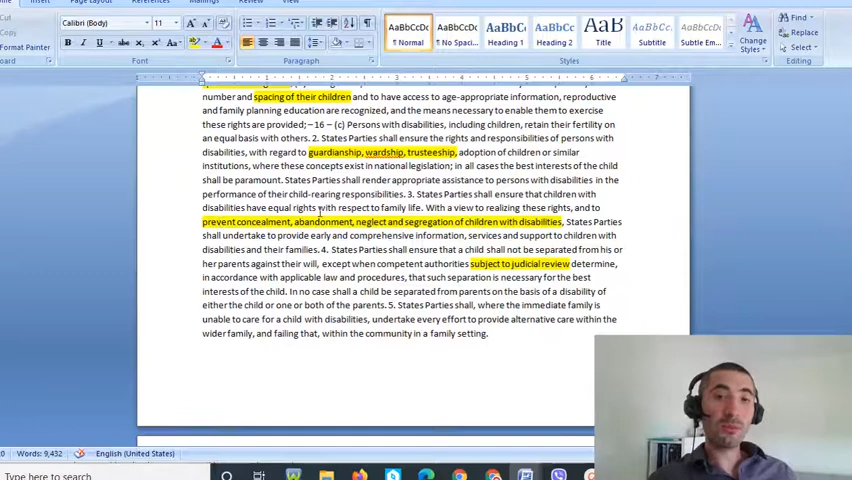 Home
Insert
Page Layout
References
Mailings
Review
View
Cut
Copy
Format Painter
Clipboard
Calibri (Body)
11
Font
Paragraph
AaBbCcDc AaBbCcDc AaBbCc AaBbCc AaB AaBbCcL AaBbCcDc
¶ Normal ¶ No Spaci... Heading 1 Heading 2 Title Subtitle Subtle Em...
Styles
Change
Styles
Find
Replace
Select
Editing
number and spacing of their children and to have access to age-appropriate information, reproductive
and family planning education are recognized, and the means necessary to enable them to exercise
these rights are provided; – 16 – (c) Persons with disabilities, including children, retain their fertility on
an equal basis with others. 2. States Parties shall ensure the rights and responsibilities of persons with
disabilities, with regard to guardianship, wardship, trusteeship, adoption of children or similar
institutions, where these concepts exist in national legislation; in all cases the best interests of the child
shall be paramount. States Parties shall render appropriate assistance to persons with disabilities in the
performance of their child-rearing responsibilities. 3. States Parties shall ensure that children with
disabilities have equal rights with respect to family life. With a view to realizing these rights, and to
prevent concealment, abandonment, neglect and segregation of children with disabilities, States Parties
shall undertake to provide early and comprehensive information, services and support to children with
disabilities and their families. 4. States Parties shall ensure that a child shall not be separated from his or
her parents against their will, except when competent authorities subject to judicial review determine,
in accordance with applicable law and procedures, that such separation is necessary for the best
interests of the child. In no case shall a child be separated from parents on the basis of a disability of
either the child or one or both of the parents. 5. States Parties shall, where the immediate family is
unable to care for a child with disabilities, undertake every effort to provide alternative care within the
wider family, and failing that, within the community in a family setting.
Words: 9,432 English (United States)
Type here to search